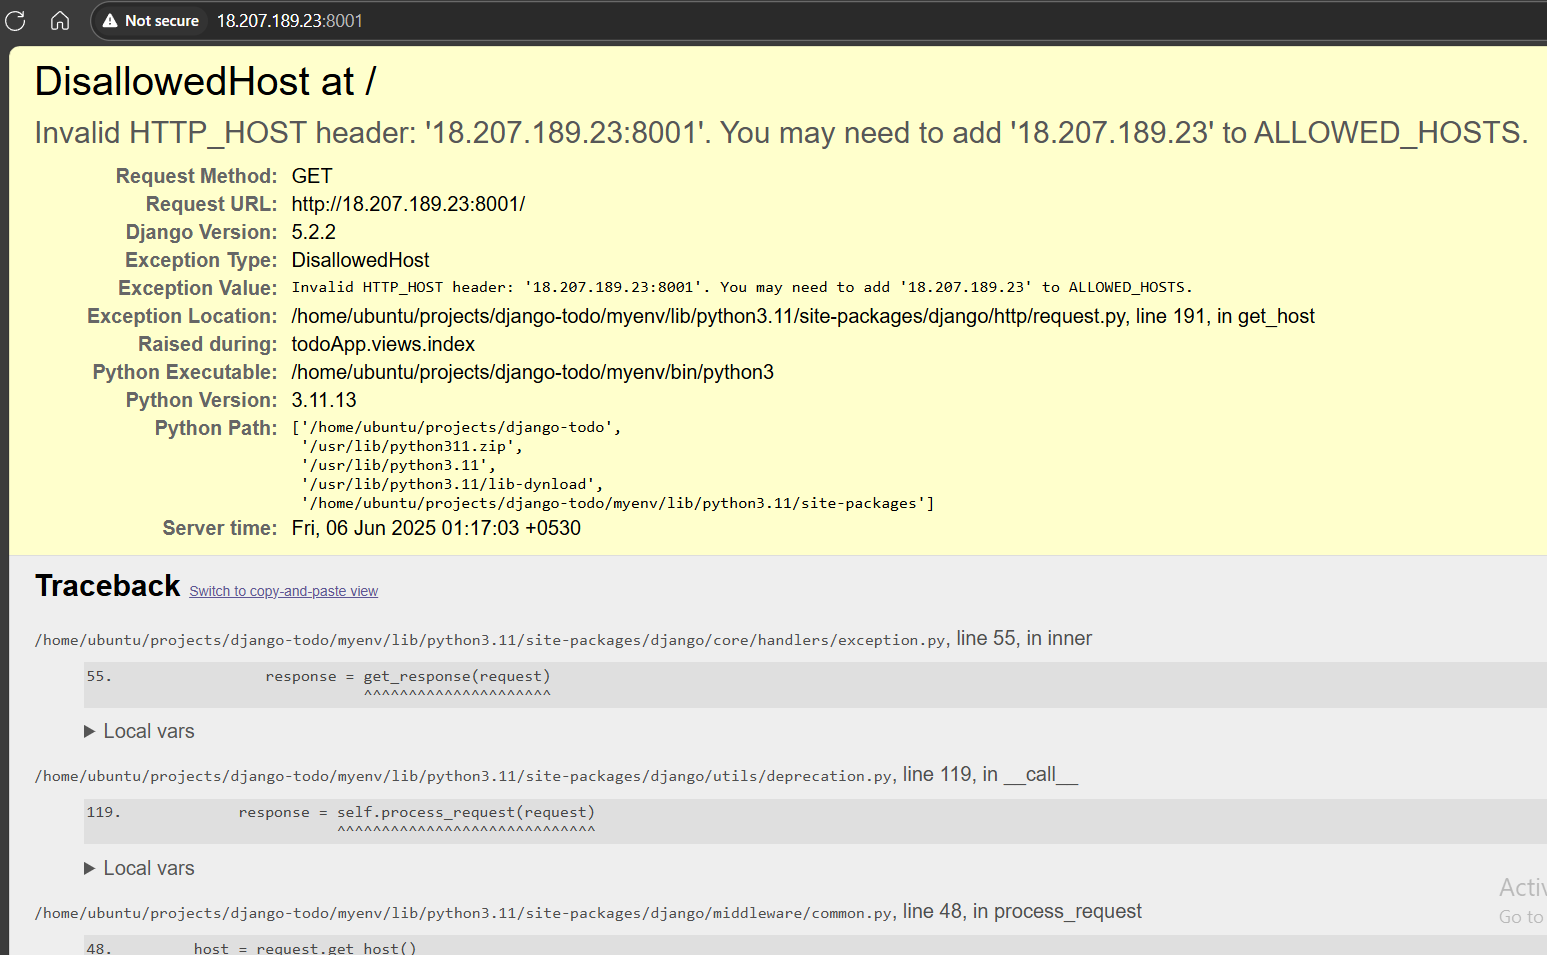 Not secure 18.207.189.23:8001
DisallowedHost at /
Invalid HTTP_HOST header: '18.207.189.23:8001'. You may need to add '18.207.189.23' to ALLOWED_HOSTS.
Request Method: GET
Request URL: http://18.207.189.23:8001/
Django Version: 5.2.2
Exception Type: DisallowedHost
Exception Value: Invalid HTTP_HOST header: '18.207.189.23:8001'. You may need to add '18.207.189.23' to ALLOWED_HOSTS.
Exception Location: /home/ubuntu/projects/django-todo/myenv/lib/python3.11/site-packages/django/http/request.py, line 191, in get_host
Raised during: todoApp.views.index
Python Executable: /home/ubuntu/projects/django-todo/myenv/bin/python3
Python Version: 3.11.13
Python Path: ['/home/ubuntu/projects/django-todo',
'/usr/lib/python311.zip',
'/usr/lib/python3.11',
'/usr/lib/python3.11/lib-dynload',
'/home/ubuntu/projects/django-todo/myenv/lib/python3.11/site-packages']
Server time: Fri, 06 Jun 2025 01:17:03 +0530
Traceback Switch to copy-and-paste view
/home/ubuntu/projects/django-todo/myenv/lib/python3.11/site-packages/django/core/handlers/exception.py, line 55, in inner
55. response = get_response(request)
^^^^^^^^^^^^^^^^^^^^^
Local vars
/home/ubuntu/projects/django-todo/myenv/lib/python3.11/site-packages/django/utils/deprecation.py, line 119, in __call__
119. response = self.process_request(request)
^^^^^^^^^^^^^^^^^^^^^^^^^^^^^
Local vars
/home/ubuntu/projects/django-todo/myenv/lib/python3.11/site-packages/django/middleware/common.py, line 48, in process_request
48. host = request.get_host()
Go to